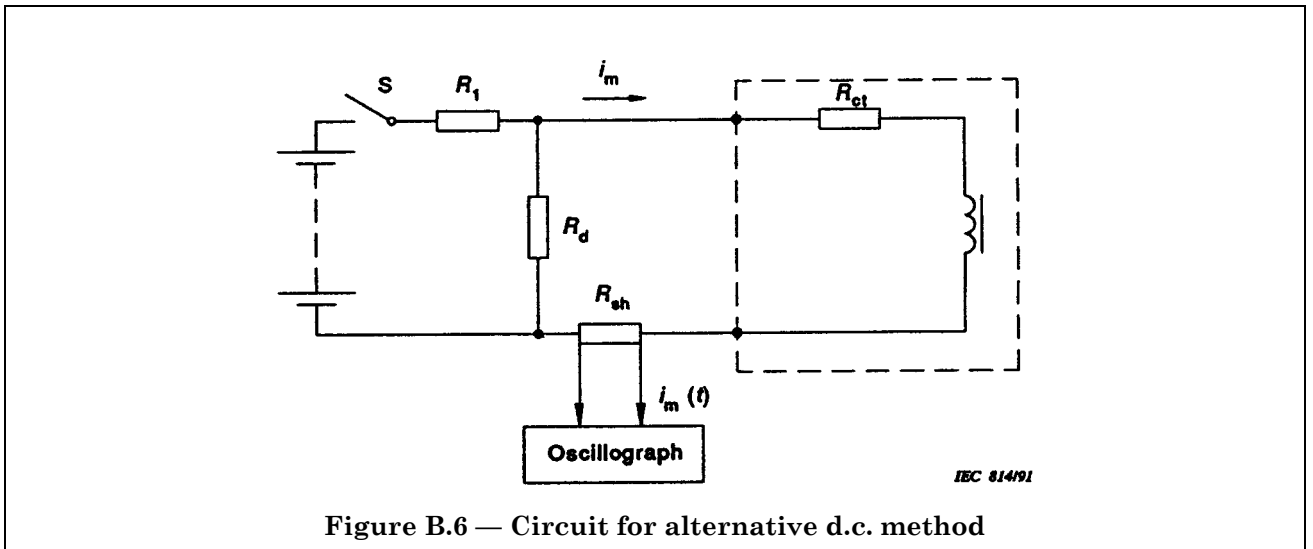 S
R1
im
Rct
Rd
Rsh
im (t)
Oscillograph
IEC 814/91
Figure B.6 — Circuit for alternative d.c. method